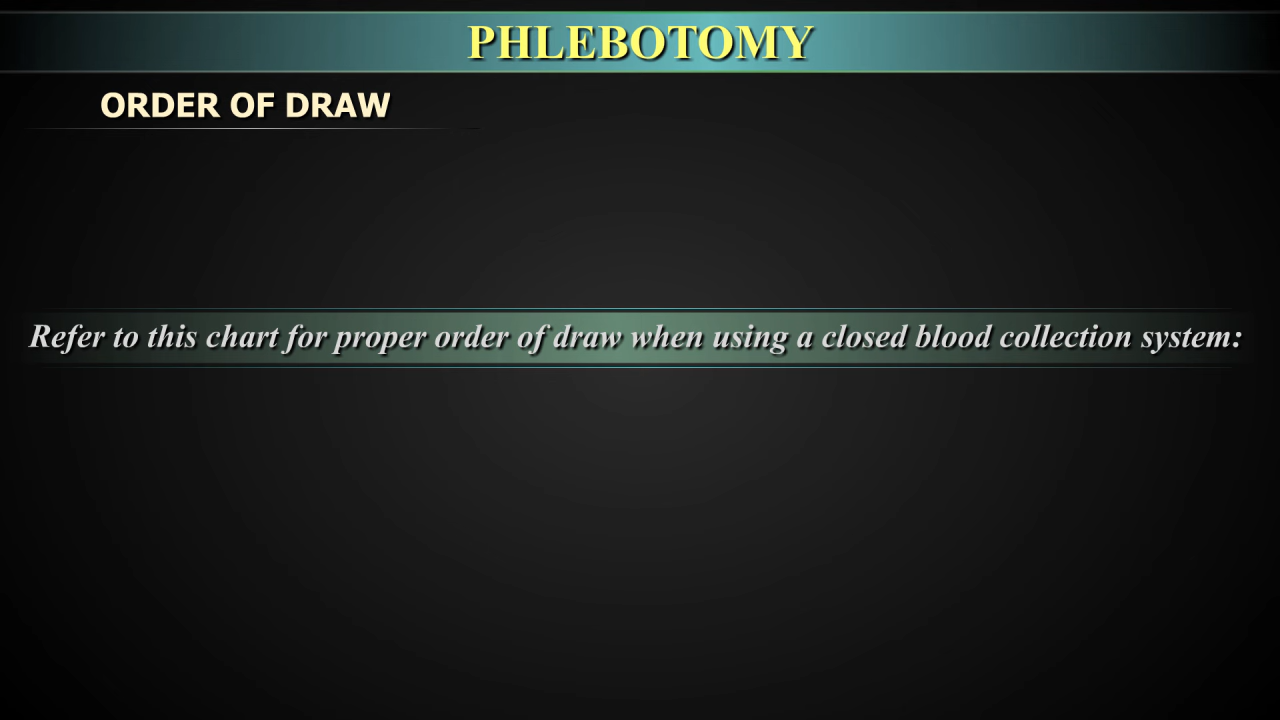 PHLEBOTOMY
ORDER OF DRAW
Refer to this chart for proper order of draw when using a closed blood collection system: